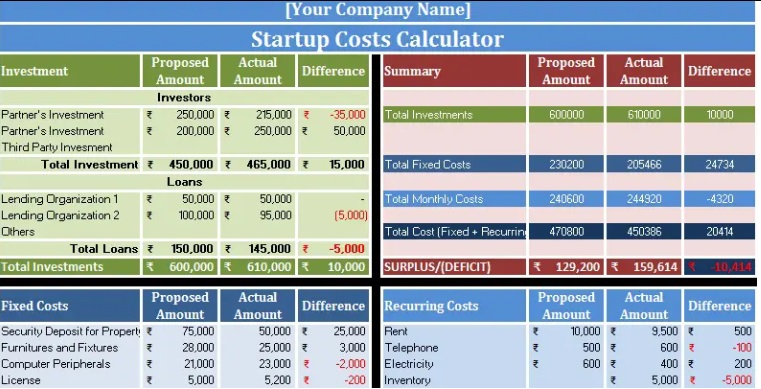 [Your Company Name]
Startup Costs Calculator
Investment Proposed Amount Actual Amount Difference
Investors
Partner's Investment ₹ 250,000 ₹ 215,000 ₹ -35,000
Partner's Investment ₹ 200,000 ₹ 250,000 ₹ 50,000
Third Party Invesment
Total Investment ₹ 450,000 ₹ 465,000 ₹ 15,000
Loans
Lending Organization 1 ₹ 50,000 ₹ 50,000 -
Lending Organization 2 ₹ 100,000 ₹ 95,000 (5,000)
Others
Total Loans ₹ 150,000 ₹ 145,000 ₹ -5,000
Total Investments ₹ 600,000 ₹ 610,000 ₹ 10,000
Summary Proposed Amount Actual Amount Difference
Total Investments 600000 610000 10000
Total Fixed Costs 230200 205466 24734
Total Monthly Costs 240600 244920 -4320
Total Cost (Fixed + Recurring 470800 450386 20414
SURPLUS/(DEFICIT) ₹ 129,200 ₹ 159,614 ₹ -10,414
Fixed Costs Proposed Amount Actual Amount Difference
Security Deposit for Property ₹ 75,000 50,000 ₹ 25,000
Furnitures and Fixtures ₹ 28,000 25,000 ₹ 3,000
Computer Peripherals ₹ 21,000 23,000 ₹ -2,000
License ₹ 5,000 5,200 ₹ -200
Recurring Costs Proposed Amount Actual Amount Difference
Rent ₹ 10,000 ₹ 9,500 ₹ 500
Telephone ₹ 500 ₹ 600 ₹ -100
Electricity ₹ 600 ₹ 400 ₹ 200
Inventory ₹ 5,000 ₹ -5,000